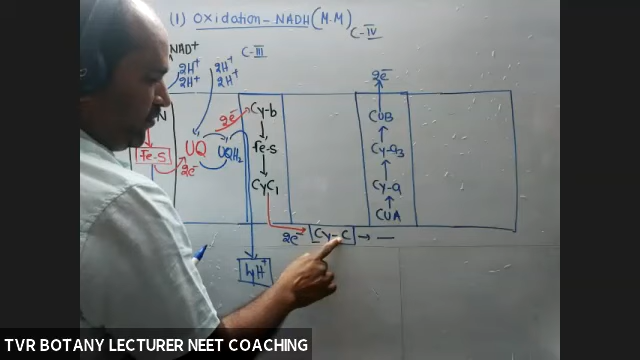 (1) Oxidation - NADH (M.M)
C-IV
NAD+
C-III
2H+ 2H+
2H+ 2H+
2e-
2e- Cy-b CUB
N
Fe-S UQ UQH2 Fe-S Cy-a3
2e-
CyC1 Cy-a
CUA
2e- Cy-C → —
4H+
TVR BOTANY LECTURER NEET COACHING